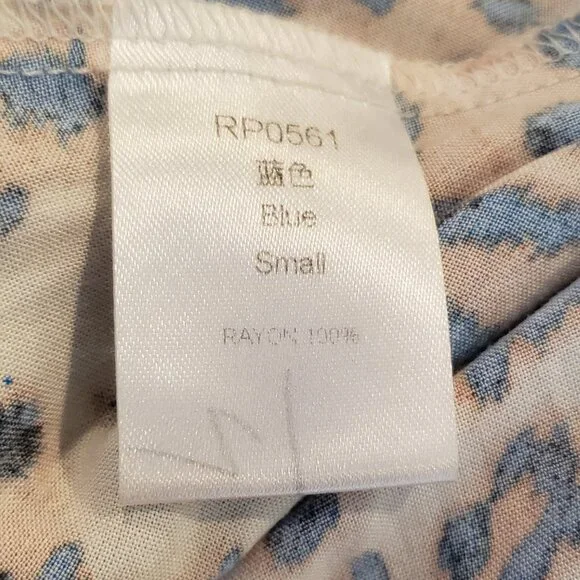 RP0561
蓝色
Blue
Small
RAYON 100%